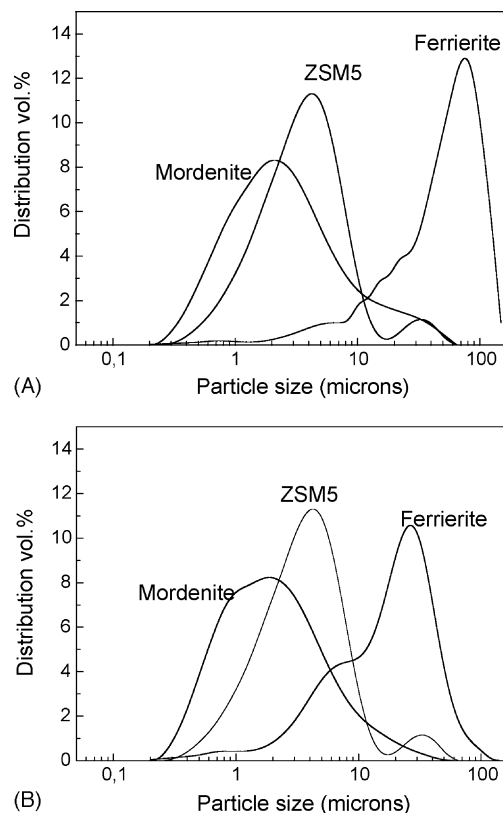 14
12
10
8
6
4
2
0
Distribution vol.%
Mordenite
ZSM5
Ferrierite
0,1
1
10
100
Particle size (microns)
(A)
14
12
10
8
6
4
2
0
Distribution vol.%
Mordenite
ZSM5
Ferrierite
0,1
1
10
100
Particle size (microns)
(B)